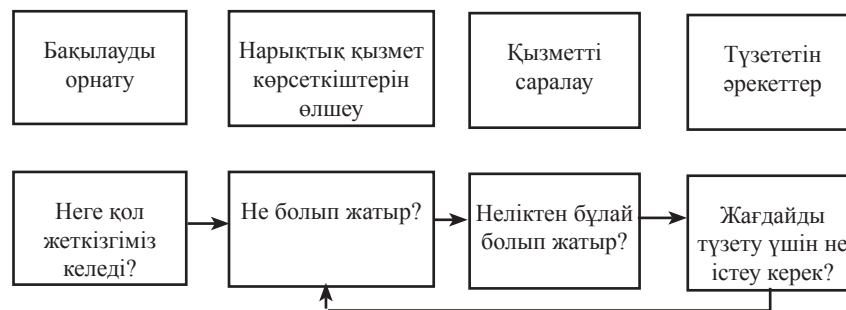 Бақылауды
орнату
Нарықтық қызмет
көрсеткіштерін
өлшеу
Қызметті
саралау
Түзететін
әрекеттер
Неге қол
жеткізгіміз
келеді?
Не болып жатыр?
Неліктен бұлай
болып жатыр?
Жағдайды
түзету үшін не
істеу керек?